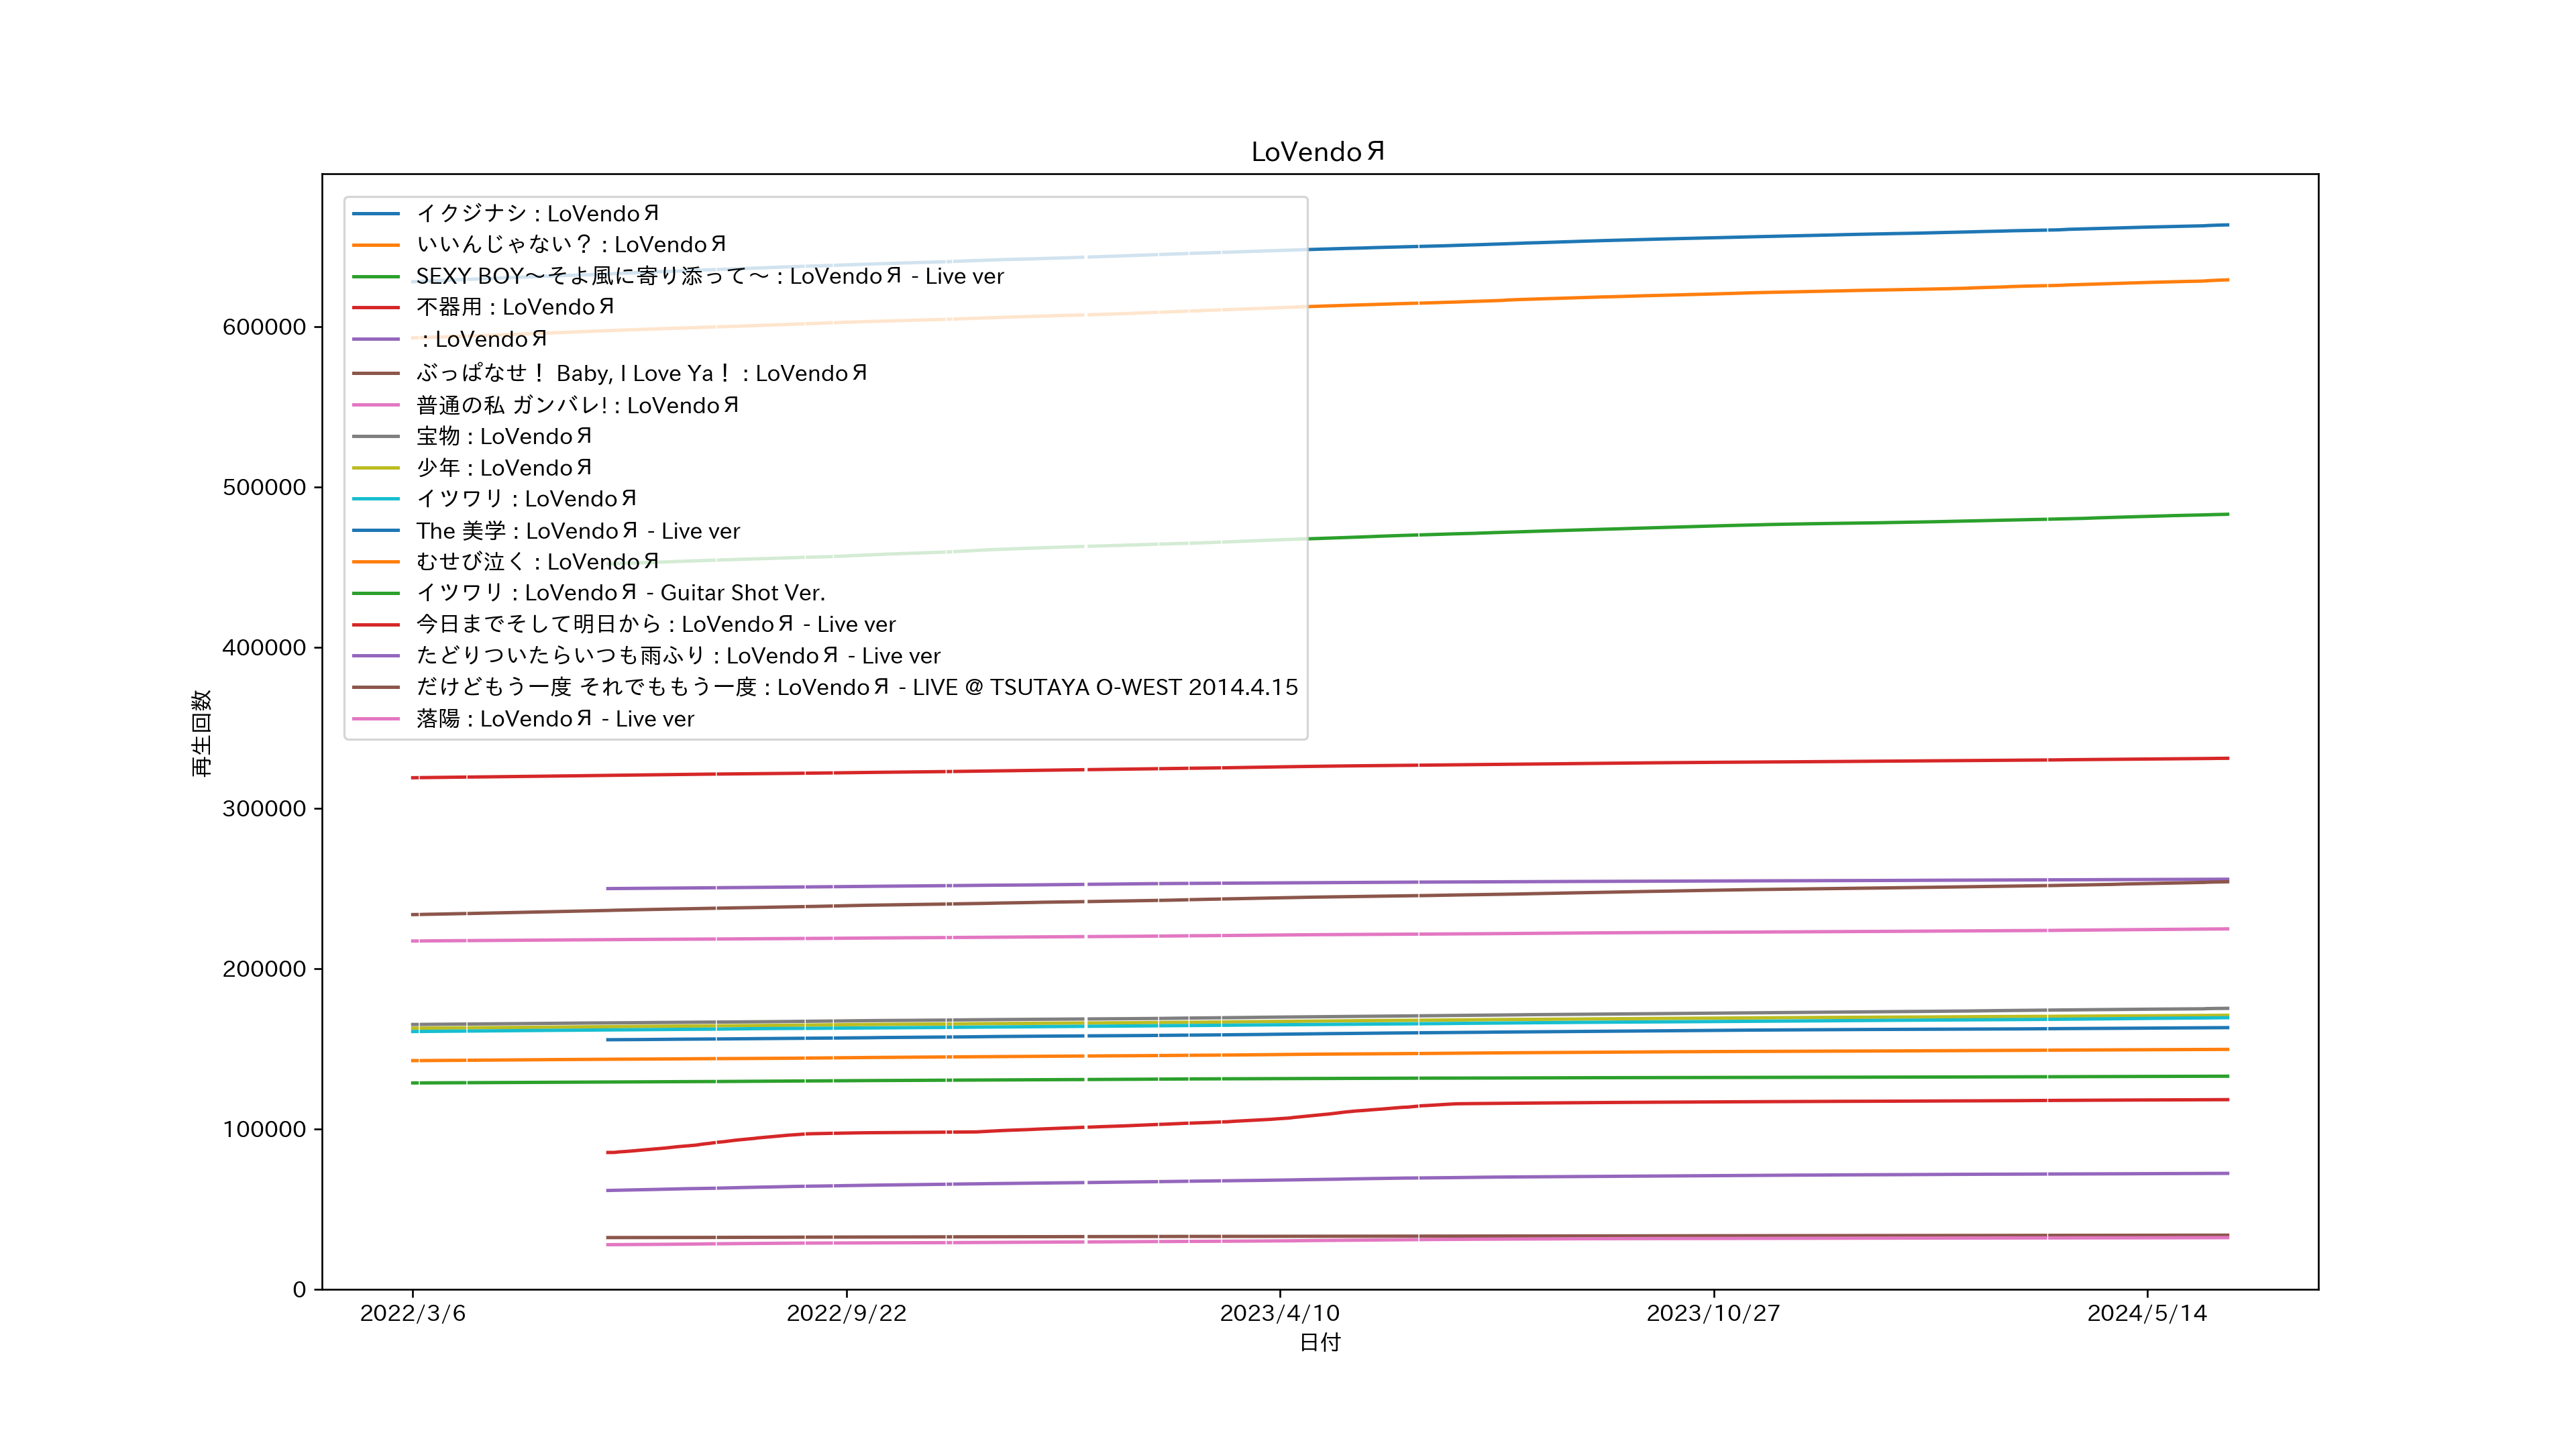 LoVendoЯ
イクジナシ : LoVendoЯ
いいんじゃない？ : LoVendoЯ
SEXY BOY～そよ風に寄り添って～ : LoVendoЯ - Live ver
不器用 : LoVendoЯ
: LoVendoЯ
ぶっぱなせ！ Baby, I Love Ya！ : LoVendoЯ
普通の私 ガンバレ! : LoVendoЯ
宝物 : LoVendoЯ
少年 : LoVendoЯ
イツワリ : LoVendoЯ
The 美学 : LoVendoЯ - Live ver
むせび泣く : LoVendoЯ
イツワリ : LoVendoЯ - Guitar Shot Ver.
今日までそして明日から : LoVendoЯ - Live ver
たどりついたらいつも雨ふり : LoVendoЯ - Live ver
だけどもう一度 それでももう一度 : LoVendoЯ - LIVE @ TSUTAYA O-WEST 2014.4.15
落陽 : LoVendoЯ - Live ver
600000
500000
400000
300000
200000
100000
0
再生回数
2022/3/6 2022/9/22 2023/4/10 2023/10/27 2024/5/14
日付